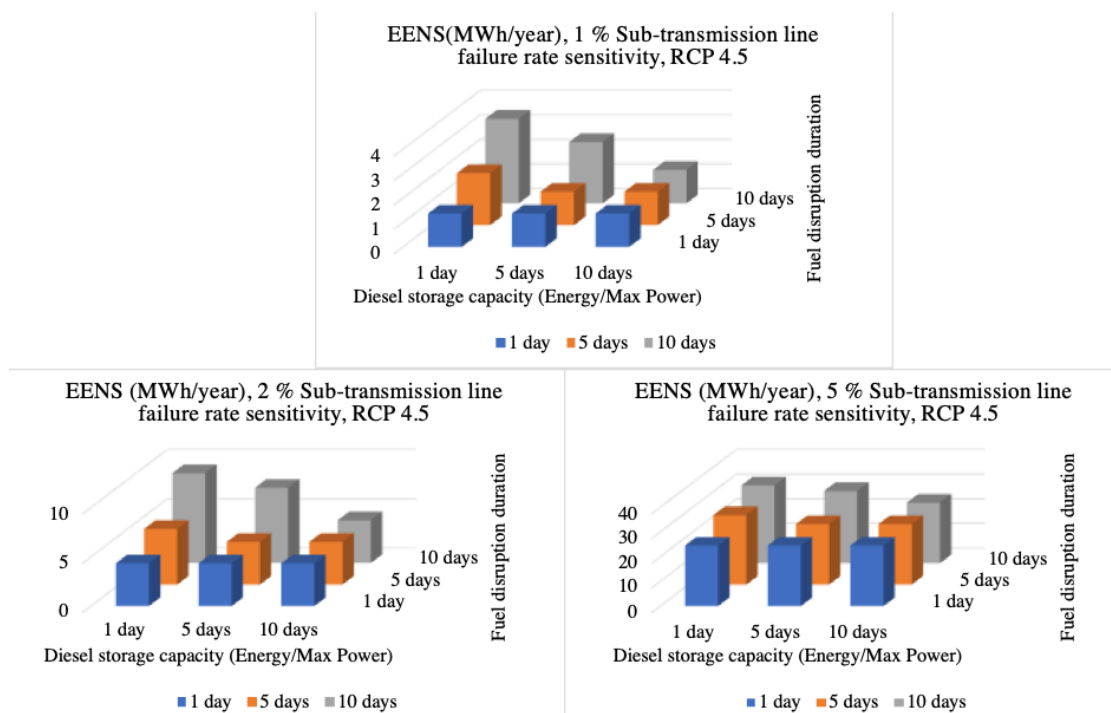 EENS(MWh/year), 1 % Sub-transmission line
failure rate sensitivity, RCP 4.5
4
3
2
1
0
10 days
5 days
1 day
Fuel disruption duration
1 day 5 days 10 days
Diesel storage capacity (Energy/Max Power)
1 day 5 days 10 days
EENS (MWh/year), 2 % Sub-transmission line
failure rate sensitivity, RCP 4.5
10
5
0
10 days
5 days
1 day
Fuel disruption duration
1 day 5 days 10 days
Diesel storage capacity (Energy/Max Power)
1 day 5 days 10 days
EENS (MWh/year), 5 % Sub-transmission line
failure rate sensitivity, RCP 4.5
40
30
20
10
0
10 days
5 days
1 day
Fuel disruption duration
1 day 5 days 10 days
Diesel storage capacity (Energy/Max Power)
1 day 5 days 10 days